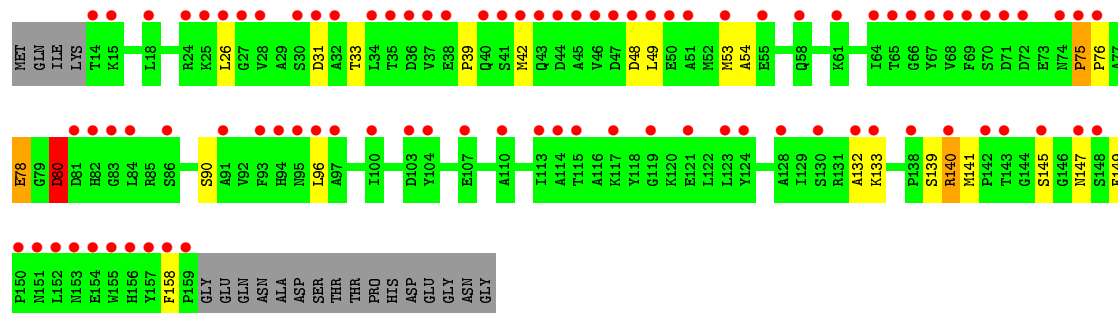 MET GLN ILE LYS T14 K15 L18 R24 K25 L26 G27 V28 A29 S30 D31 A32 T33 L34 T35 D36 V37 E38 P39 Q40 S41 M42 Q43 D44 A45 V46 D47 D48 L49 E50 A51 M52 M53 A54 E55 Q58 K61 I64 T65 G66 Y67 V68 F69 S70 D71 D72 E73 N74 P75 P76 A77
E78 G79 D80 D81 H82 G83 L84 R85 S86 S90 A91 V92 F93 H94 N95 L96 A97 I100 D103 Y104 E107 A110 I113 A114 T115 A116 K117 Y118 G119 K120 E121 L122 L123 Y124 A128 I129 S130 R131 A132 K133 P138 S139 R140 M141 P142 T143 G144 S145 G146 N147 S148
P150 N151 L152 N153 E154 W155 H156 Y157 F158 P159 GLY GLU GLN ASN ALA ASP SER THR THR PRO HIS ASP GLU GLY ASN GLY